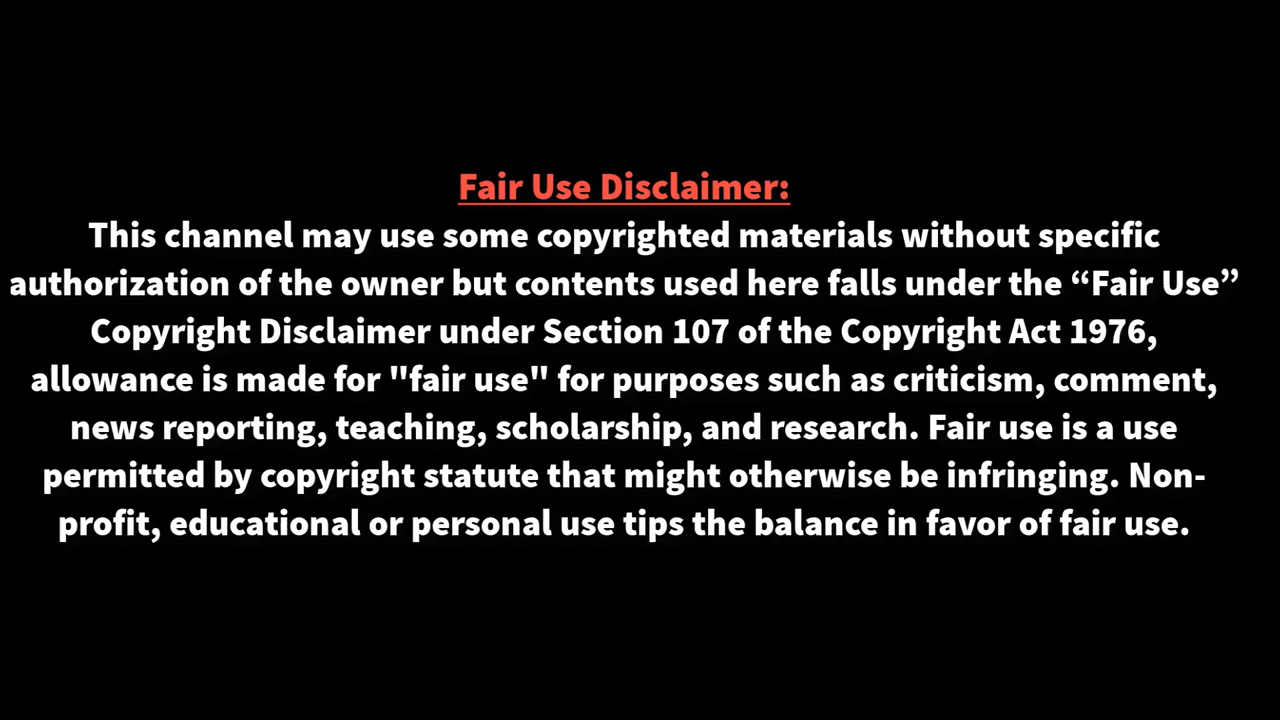 Fair Use Disclaimer:
This channel may use some copyrighted materials without specific
authorization of the owner but contents used here falls under the “Fair Use”
Copyright Disclaimer under Section 107 of the Copyright Act 1976,
allowance is made for "fair use" for purposes such as criticism, comment,
news reporting, teaching, scholarship, and research. Fair use is a use
permitted by copyright statute that might otherwise be infringing. Non-
profit, educational or personal use tips the balance in favor of fair use.